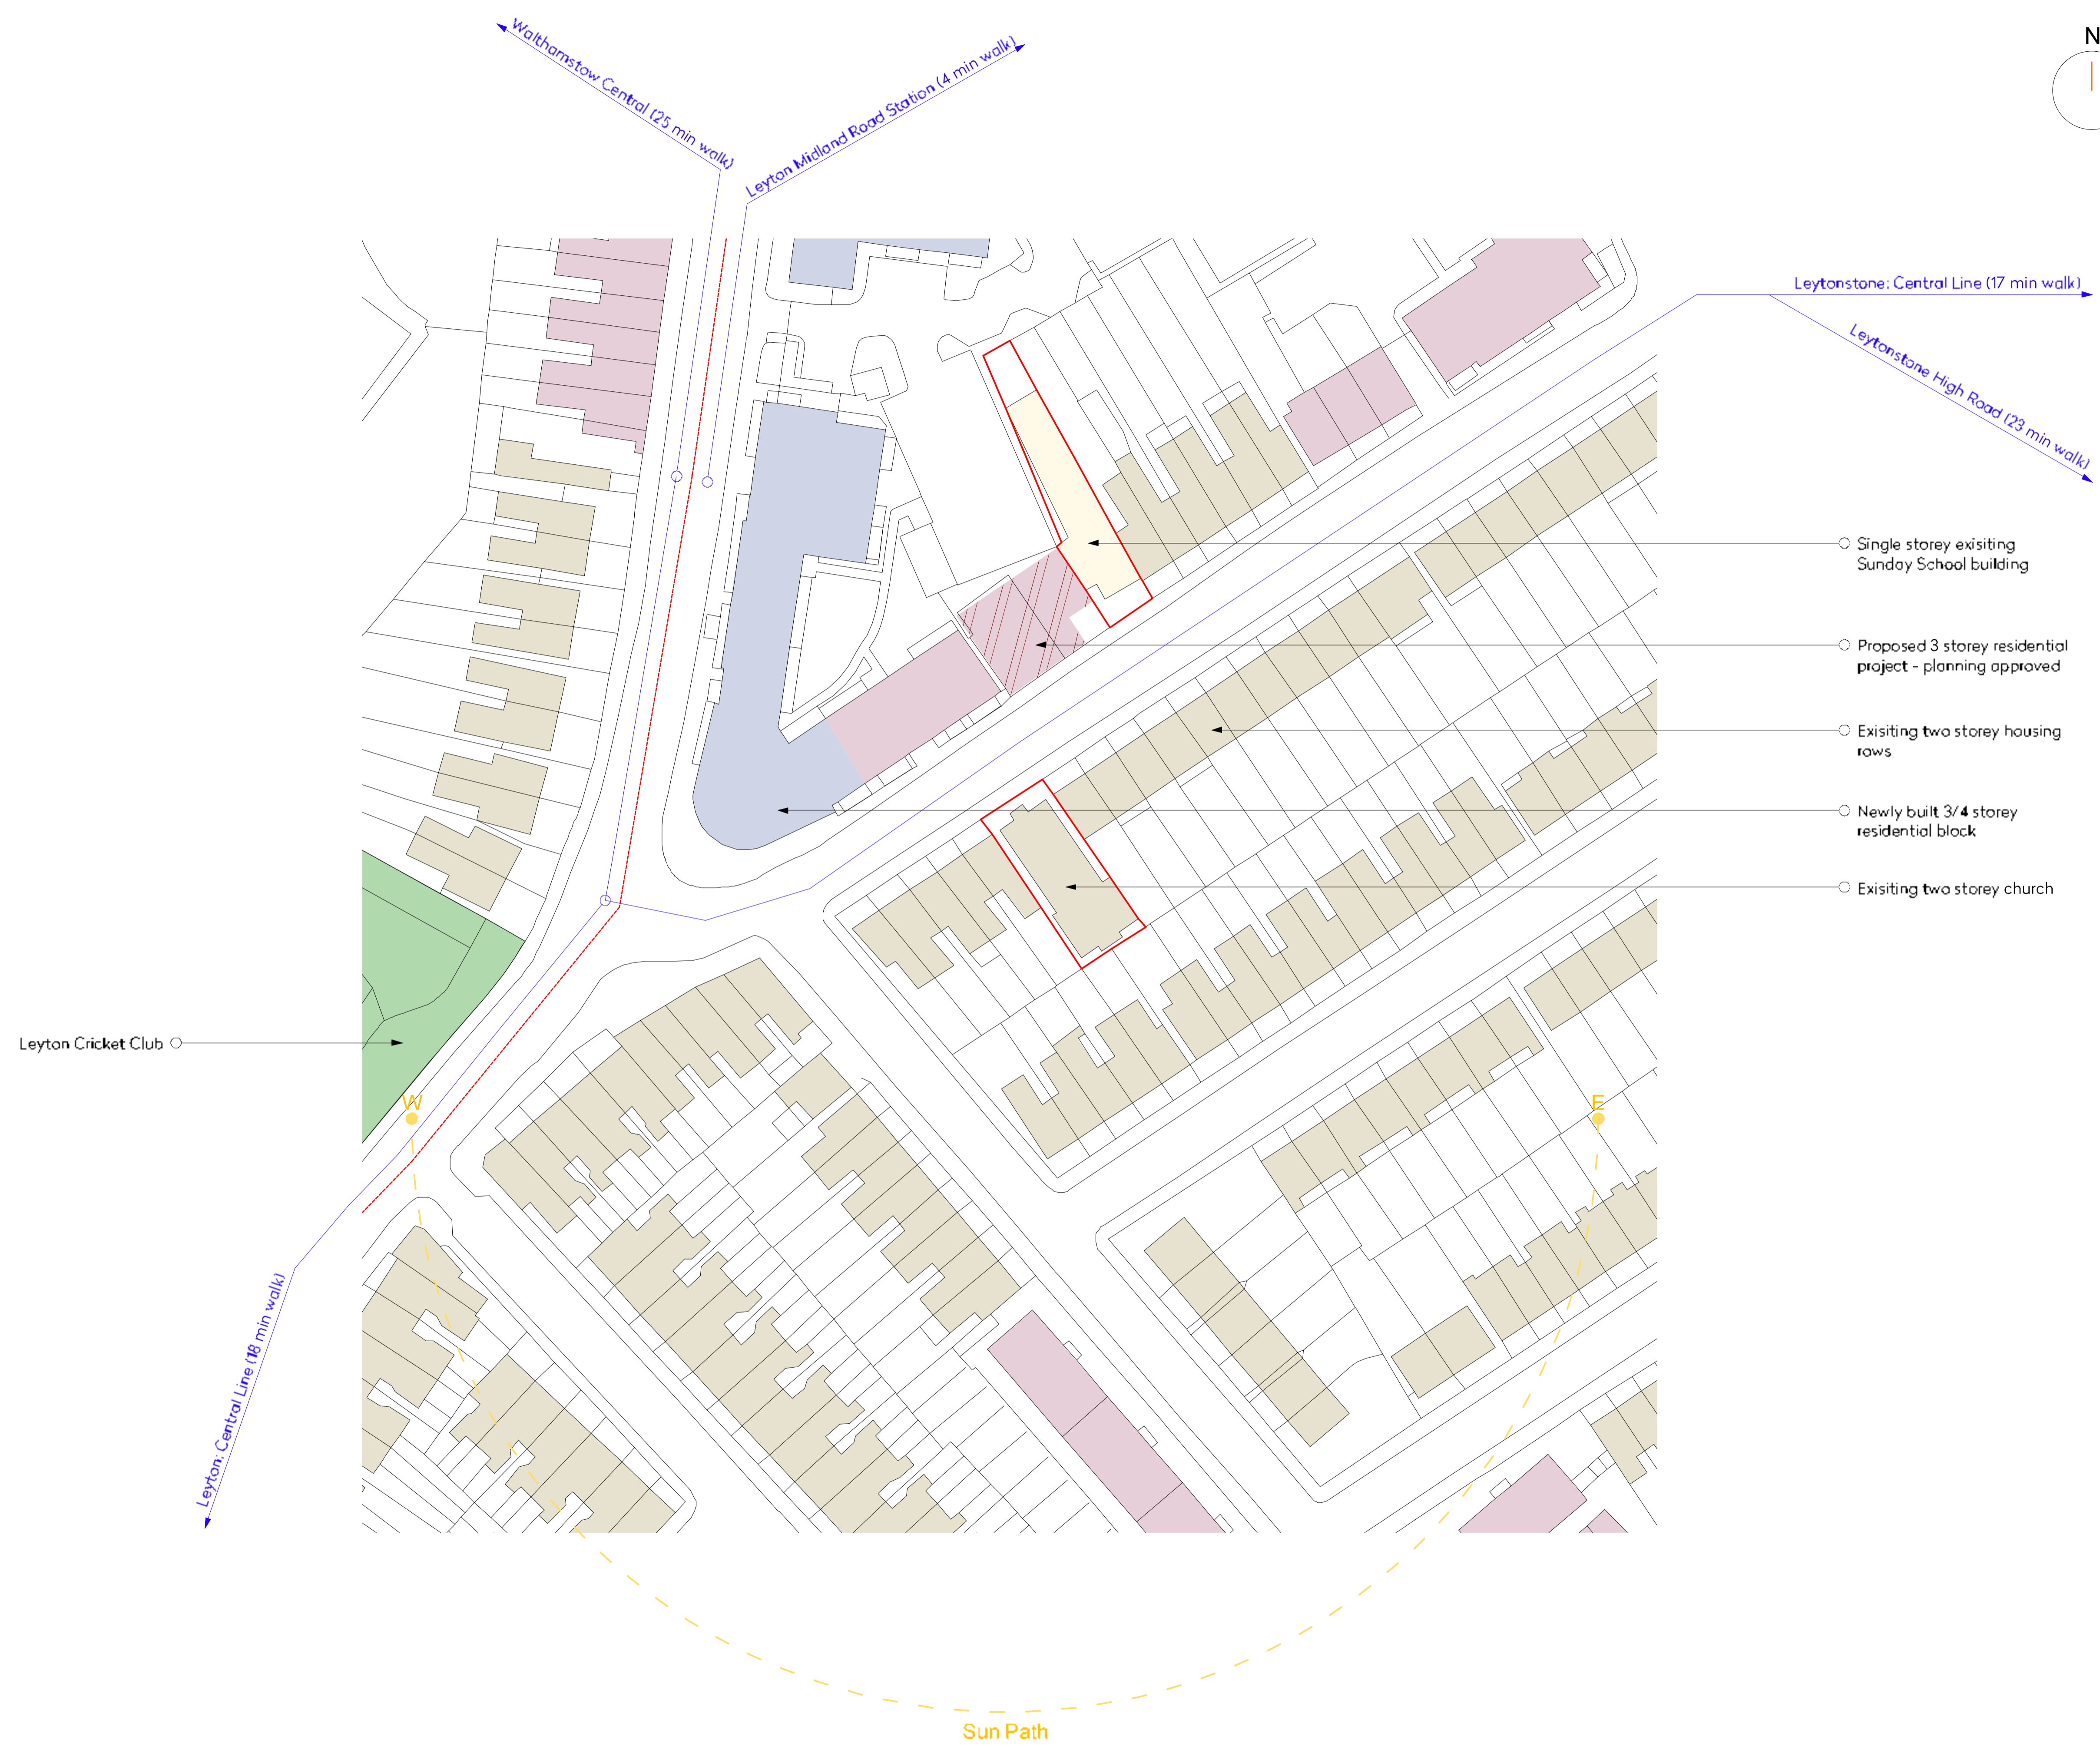 N
Walthamstow Central (25 min walk)
Leyton Midland Road Station (4 min walk)
Leytonstone: Central Line (17 min walk)
Leytonstone High Road (23 min walk)
Single storey exisiting
Sunday School building
Proposed 3 storey residential
project - planning approved
Exisiting two storey housing
rows
Newly built 3/4 storey
residential block
Exisiting two storey church
Leyton Cricket Club
W
E
Leyton: Central Line (18 min walk)
Sun Path